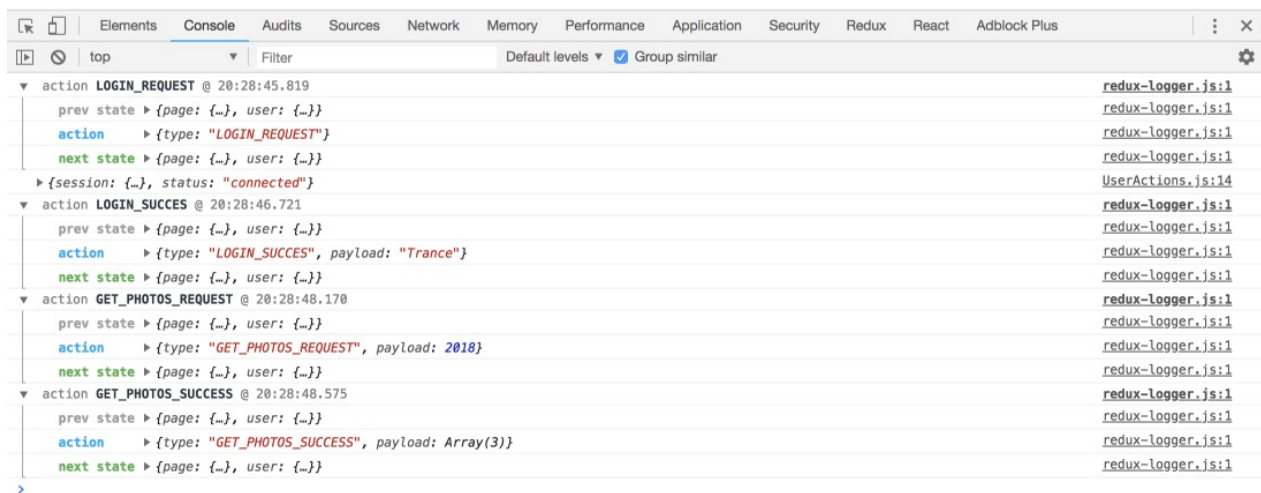 Elements Console Audits Sources Network Memory Performance Application Security Redux React Adblock Plus
top Filter Default levels Group similar
action LOGIN_REQUEST @ 20:28:45.819 redux-logger.js:1
prev state {page: {…}, user: {…}} redux-logger.js:1
action {type: "LOGIN_REQUEST"} redux-logger.js:1
next state {page: {…}, user: {…}} redux-logger.js:1
{session: {…}, status: "connected"} UserActions.js:14
action LOGIN_SUCCES @ 20:28:46.721 redux-logger.js:1
prev state {page: {…}, user: {…}} redux-logger.js:1
action {type: "LOGIN_SUCCES", payload: "Trance"} redux-logger.js:1
next state {page: {…}, user: {…}} redux-logger.js:1
action GET_PHOTOS_REQUEST @ 20:28:48.170 redux-logger.js:1
prev state {page: {…}, user: {…}} redux-logger.js:1
action {type: "GET_PHOTOS_REQUEST", payload: 2018} redux-logger.js:1
next state {page: {…}, user: {…}} redux-logger.js:1
action GET_PHOTOS_SUCCESS @ 20:28:48.575 redux-logger.js:1
prev state {page: {…}, user: {…}} redux-logger.js:1
action {type: "GET_PHOTOS_SUCCESS", payload: Array(3)} redux-logger.js:1
next state {page: {…}, user: {…}} redux-logger.js:1